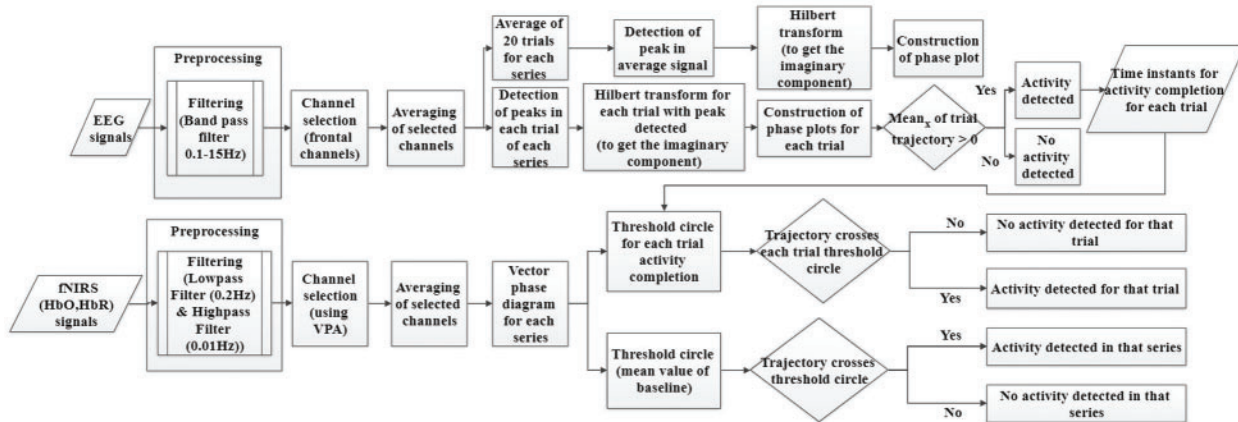 EEG
signals
Preprocessing
Filtering
(Band pass
filter
0.1-15Hz)
Channel
selection
(frontal
channels)
Averaging
of selected
channels
Average of
20 trials
for each
series
Detection of
peak in
average signal
Hilbert
transform
(to get the
imaginary
component)
Construction
of phase plot
Detection of
peaks in
each trial
of each
series
Hilbert transform for
each trial with peak
detected
(to get the imaginary
component)
Construction of
phase plots for
each trial
Meanx of trial
trajectory > 0
Yes
No
Activity
detected
No
activity
detected
Time instants for
activity completion
for each trial
fNIRS
(HbO,HbR)
signals
Preprocessing
Filtering
(Lowpass
Filter (0.2Hz)
& Highpass
Filter
(0.01Hz))
Channel
selection
(using
VPA)
Averaging
of selected
channels
Vector
phase
diagram
for each
series
Threshold circle
for each trial
activity
completion
Trajectory crosses
each trial threshold
circle
No
Yes
No activity detected for that
trial
Activity detected for that trial
Threshold circle
(mean value of
baseline)
Trajectory crosses
threshold circle
Yes
No
Activity detected in that series
No activity detected in that
series